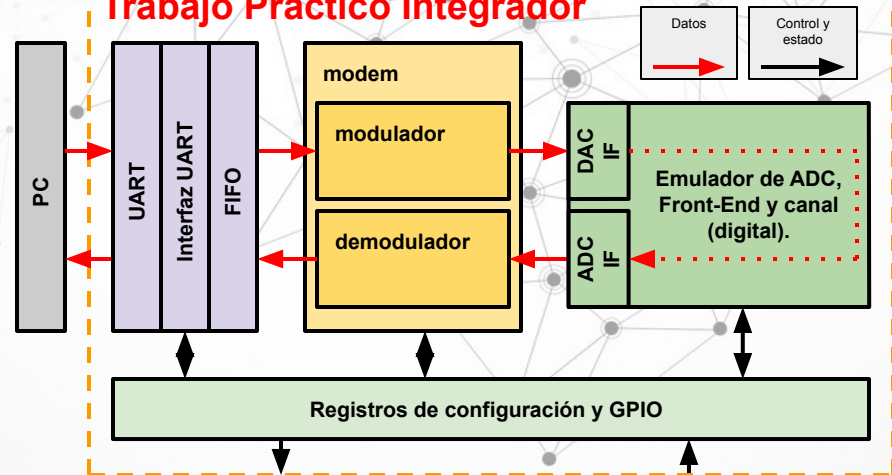 Trabajo Práctico Integrador
Datos
Control y
estado
PC
UART
Interfaz UART
FIFO
modem
modulador
demodulador
DAC
IF
ADC
IF
Emulador de ADC,
Front-End y canal
(digital).
Registros de configuración y GPIO